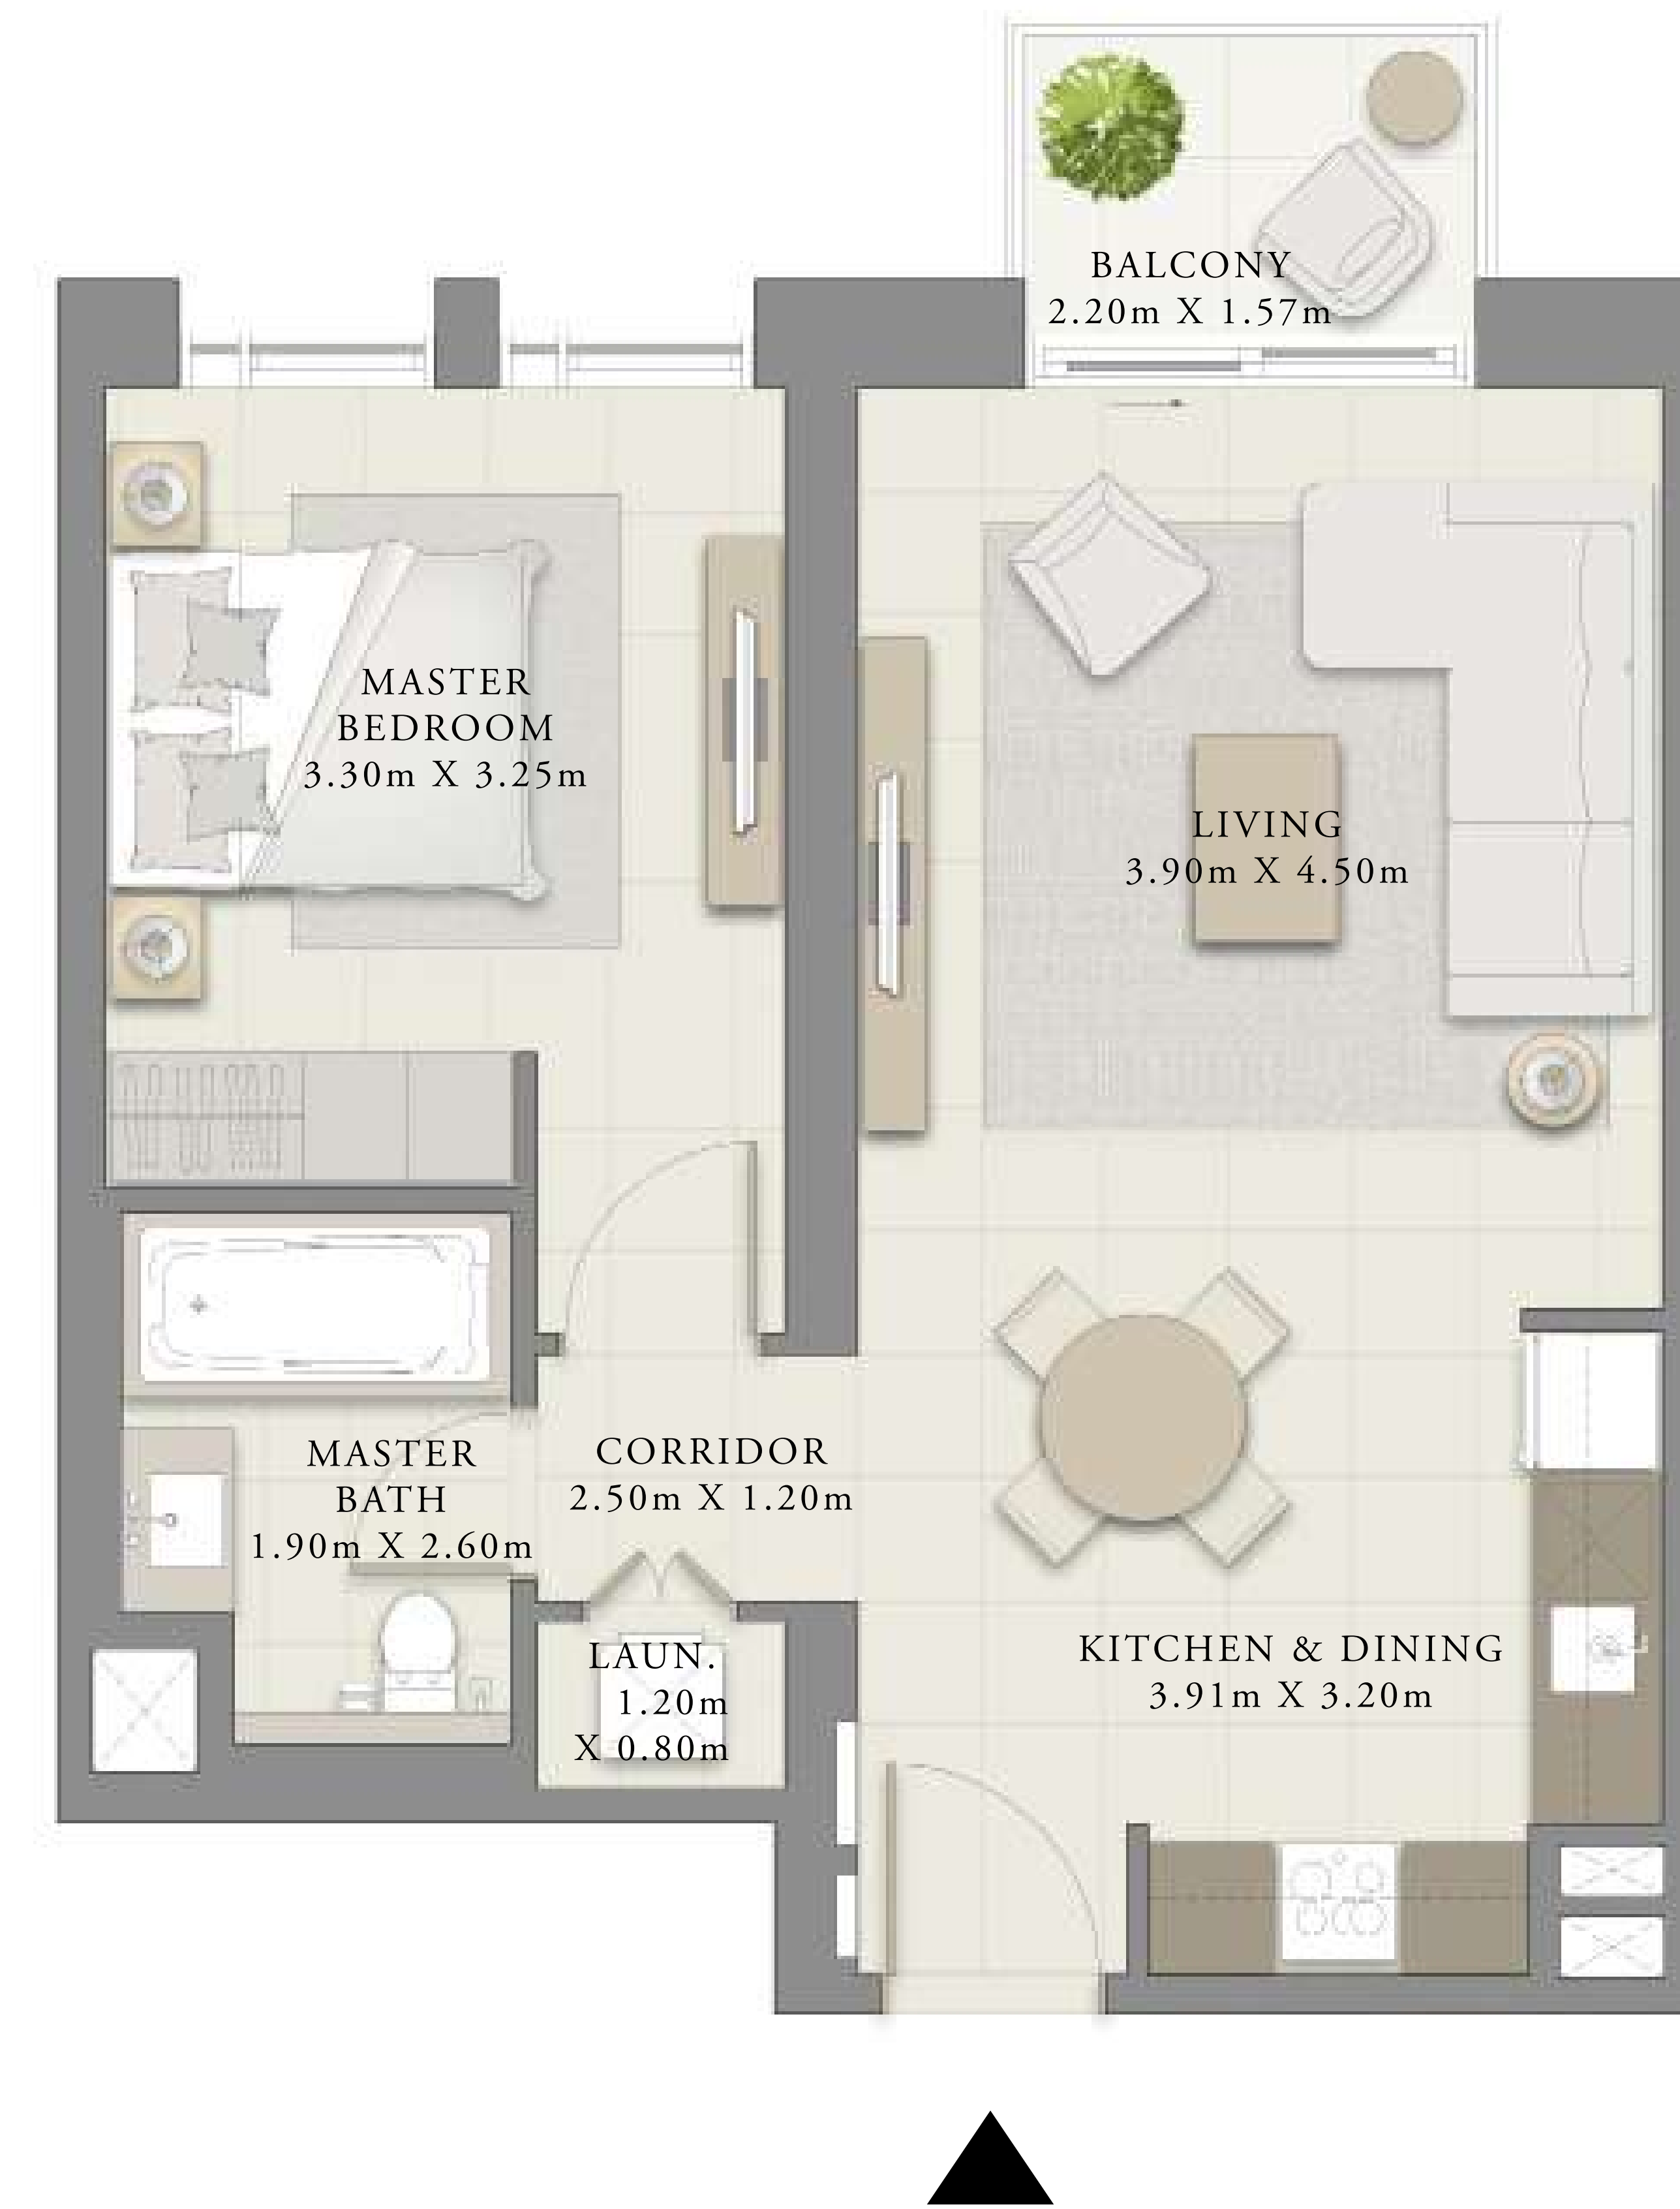 BALCONY
2.20m X 1.57m
MASTER
BEDROOM
3.30m X 3.25m
LIVING
3.90m X 4.50m
MASTER
BATH
1.90m X 2.60m
CORRIDOR
2.50m X 1.20m
LAUN.
1.20m
X 0.80m
KITCHEN & DINING
3.91m X 3.20m